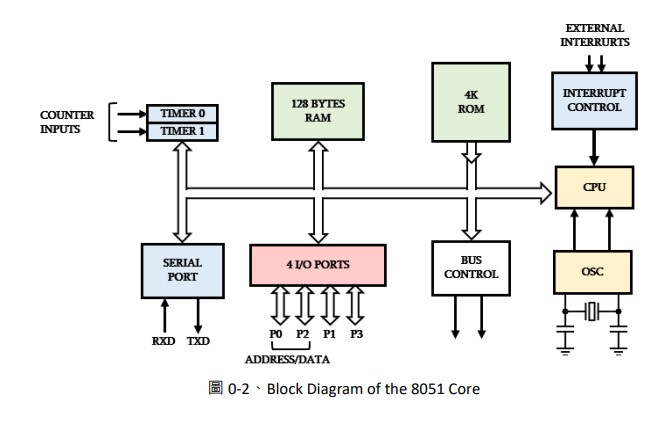 EXTERNAL
INTERRURTS
COUNTER
INPUTS
TIMER 0
TIMER 1
128 BYTES
RAM
4K
ROM
INTERRUPT
CONTROL
CPU
SERIAL
PORT
4 I/O PORTS
BUS
CONTROL
OSC
RXD TXD
P0 P2 P1 P3
ADDRESS/DATA
圖 0-2、Block Diagram of the 8051 Core